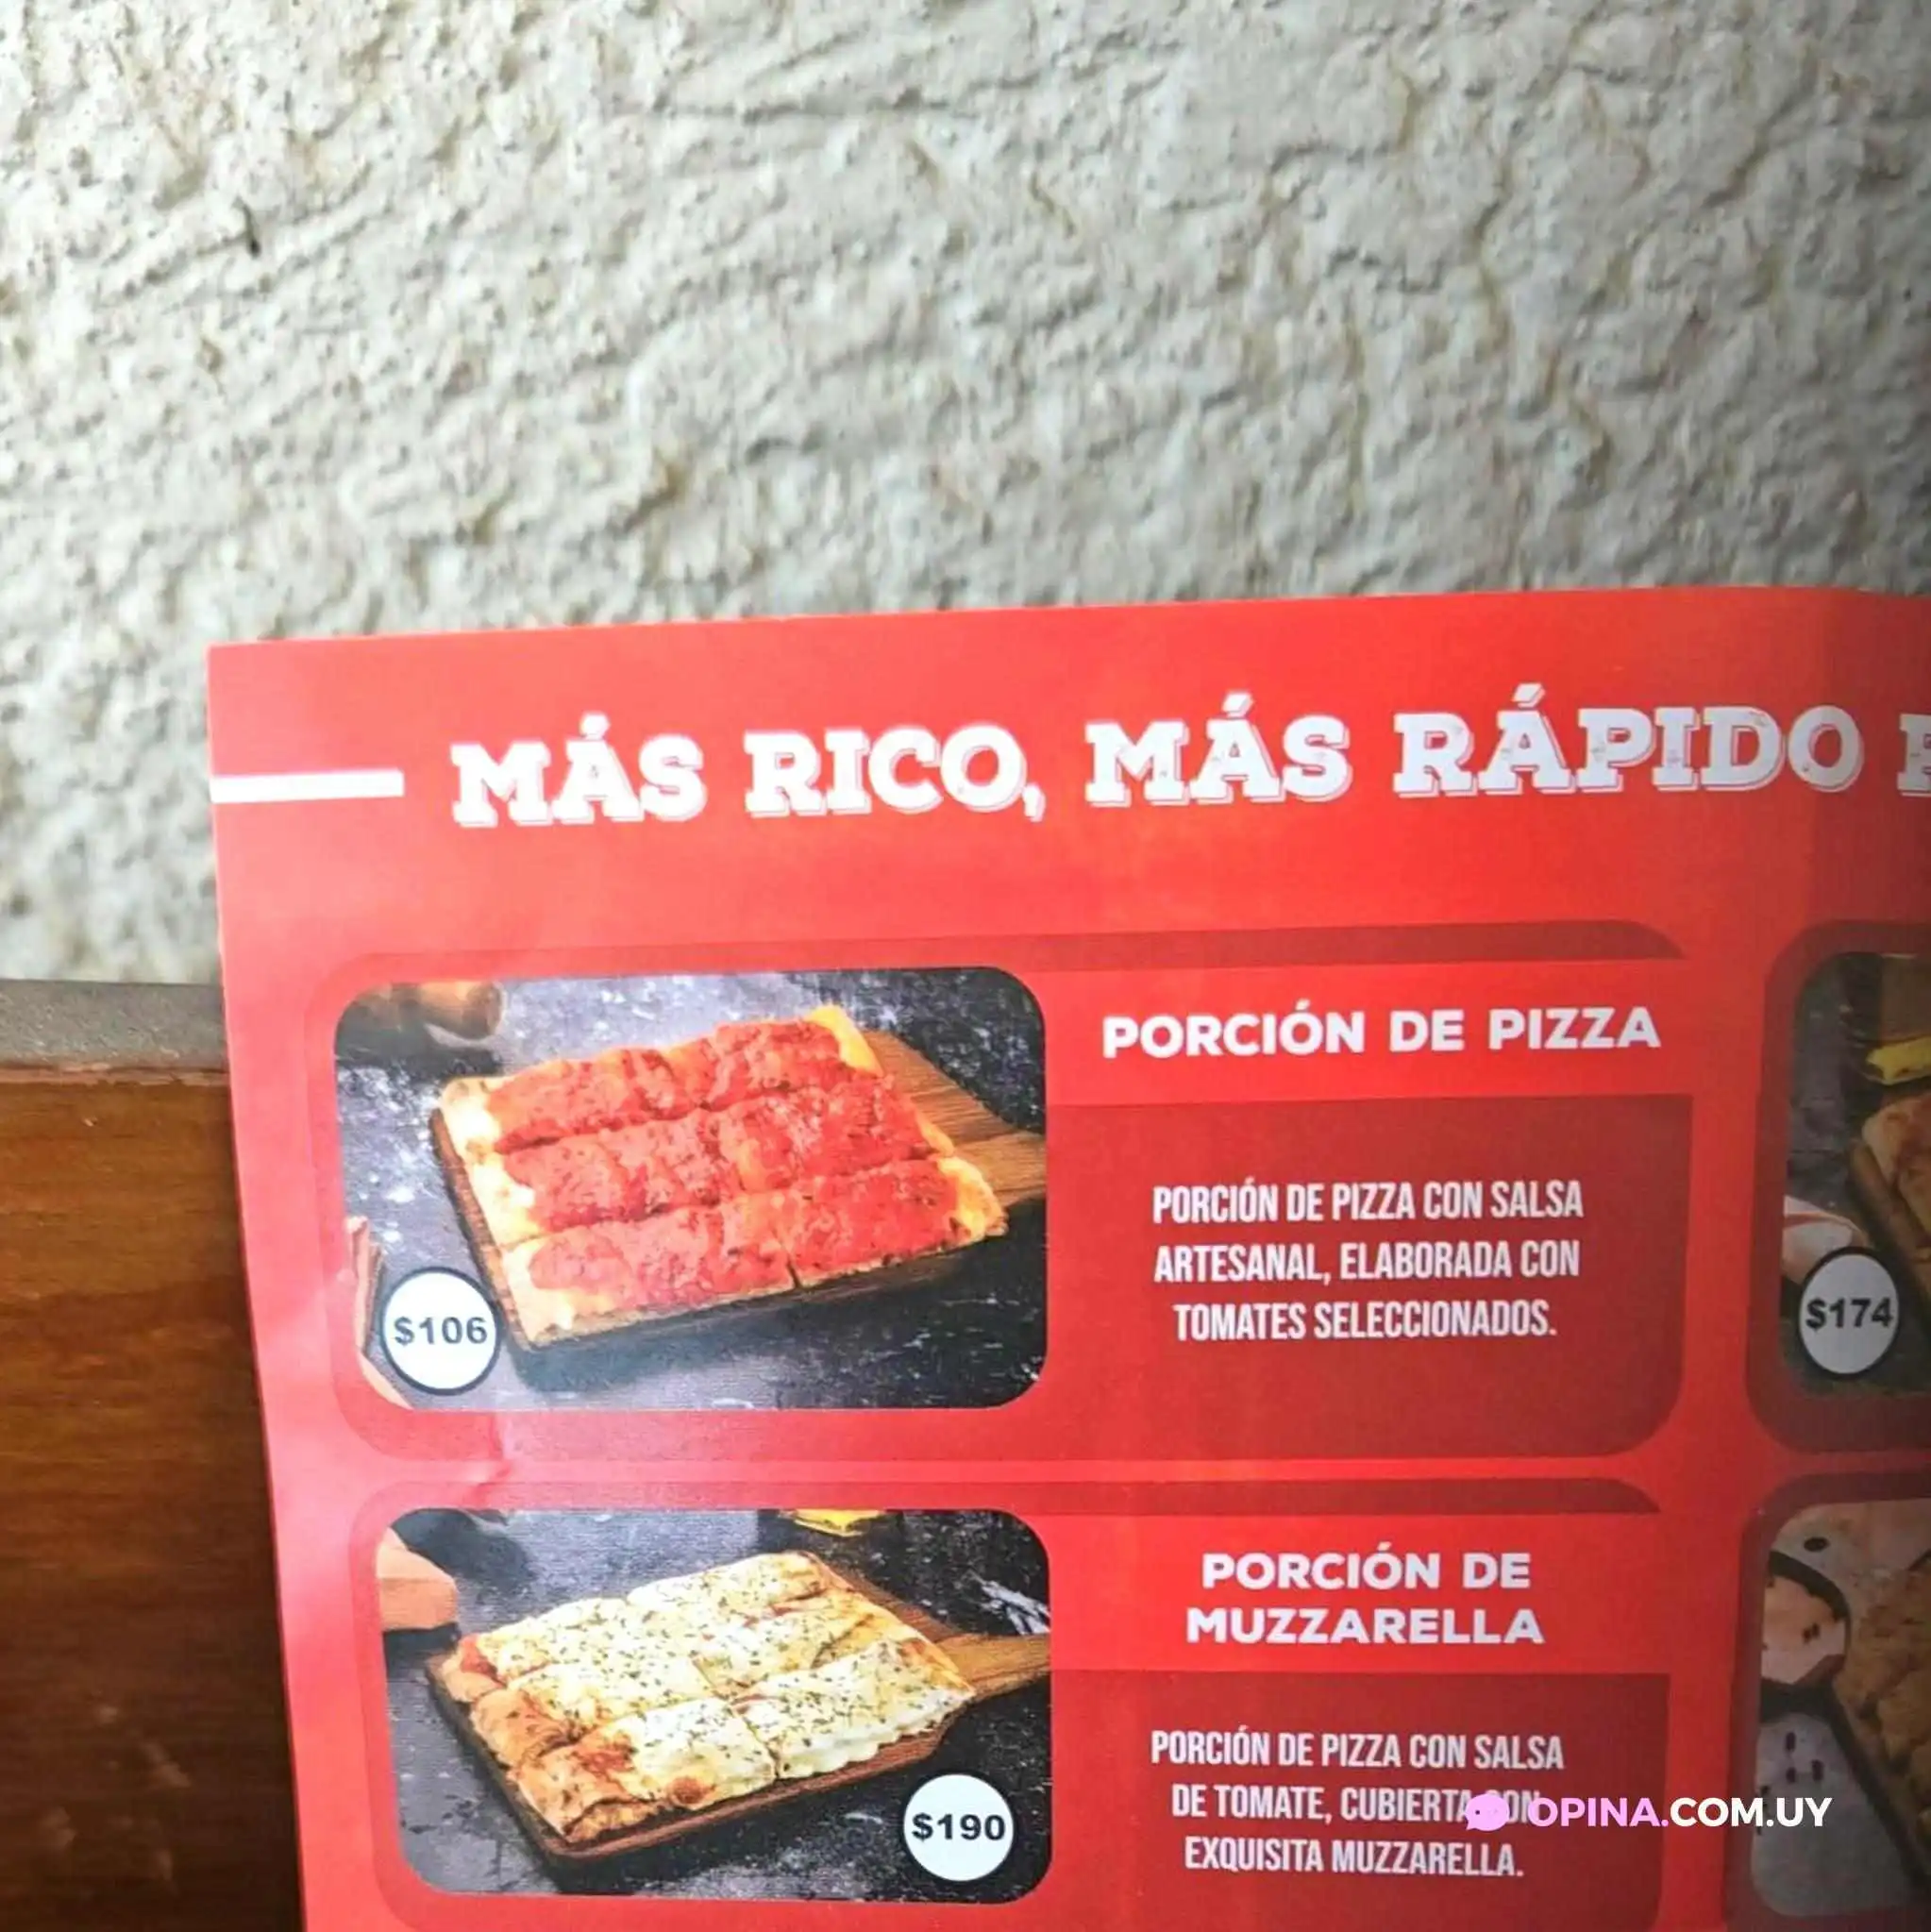 MÁS RICO, MÁS RÁPIDO
PORCIÓN DE PIZZA
PORCIÓN DE PIZZA CON SALSA
ARTESANAL, ELABORADA CON
TOMATES SELECCIONADOS.
$106
$174
PORCIÓN DE
MUZZARELLA
PORCIÓN DE PIZZA CON SALSA
DE TOMATE, CUBIERTA CON
EXQUISITA MUZZARELLA.
$190
OPINA.COM.UY